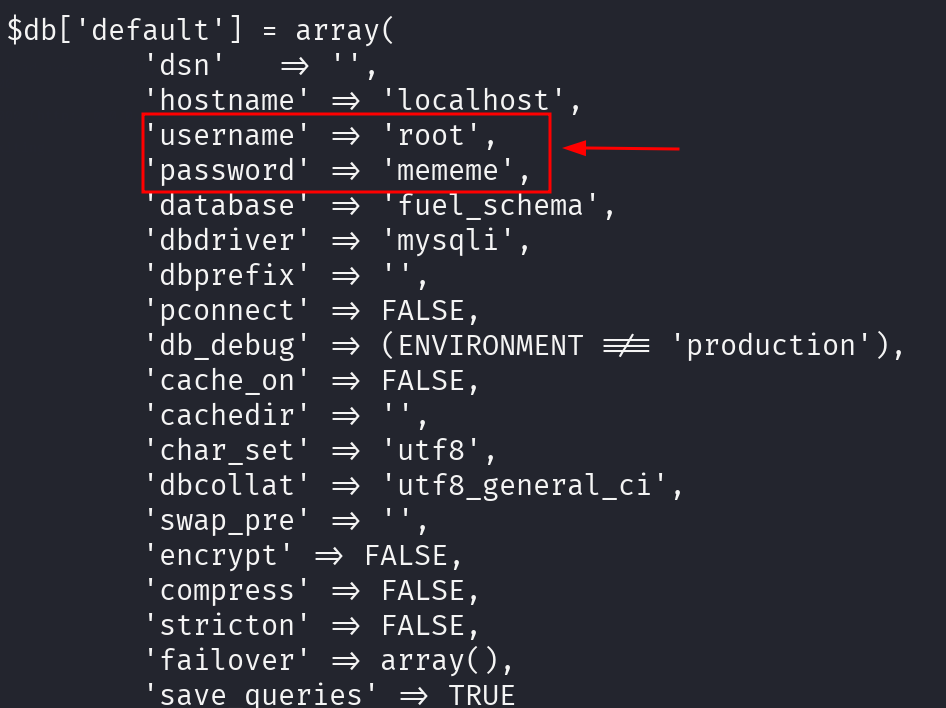 $db['default'] = array(
'dsn' => '',
'hostname' => 'localhost',
'username' => 'root',
'password' => 'mememe',
'database' => 'fuel_schema',
'dbdriver' => 'mysqli',
'dbprefix' => '',
'pconnect' => FALSE,
'db_debug' => (ENVIRONMENT !== 'production'),
'cache_on' => FALSE,
'cachedir' => '',
'char_set' => 'utf8',
'dbcollat' => 'utf8_general_ci',
'swap_pre' => '',
'encrypt' => FALSE,
'compress' => FALSE,
'stricton' => FALSE,
'failover' => array(),
'save_queries' => TRUE